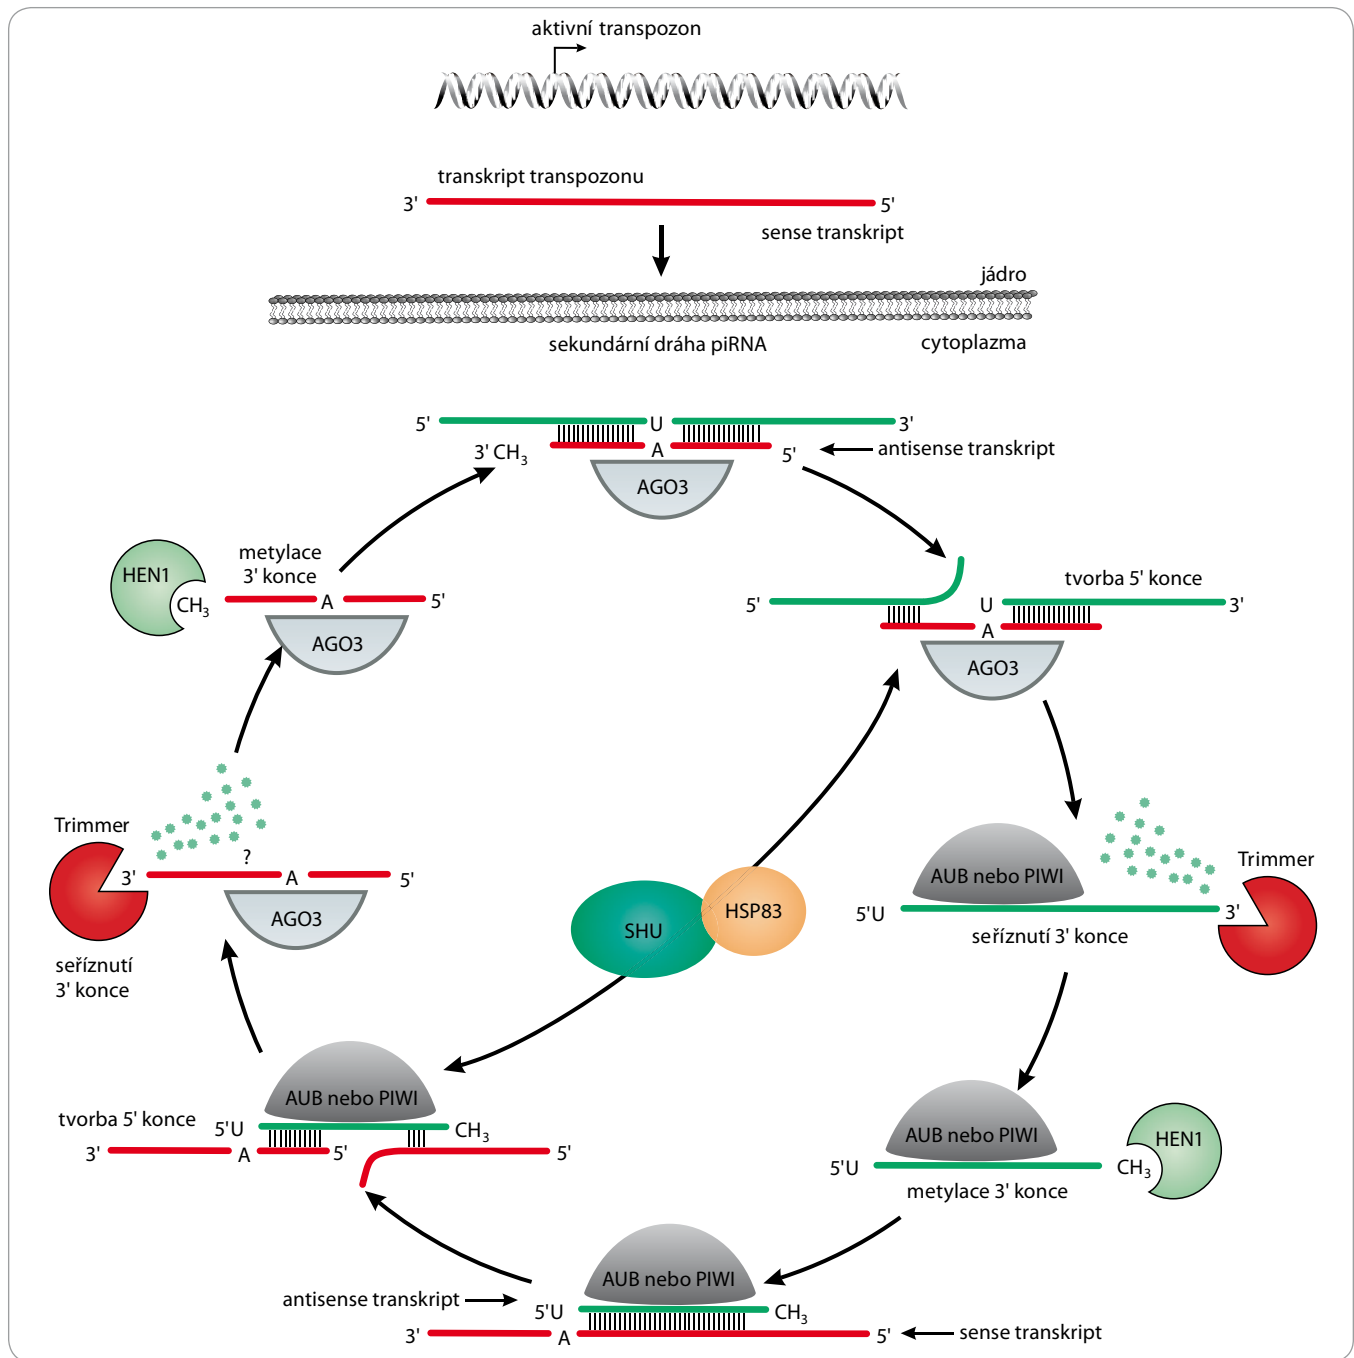 aktivní transpozon
transkript transpozonu
3' 5'
sense transkript
jádro
sekundární dráha piRNA
cytoplazma
5' U 3'
3' CH3 A 5'
antisense transkript
AGO3
metylace
3' konce
HEN1
CH3 A 5'
AGO3
tvorba 5' konce
5' U 3'
A
AGO3
Trimmer
?
3' A 5'
AGO3
seříznutí
3' konce
SHU
HSP83
AUB nebo PIWI
Trimmer
5'U 3'
seříznutí 3' konce
AUB nebo PIWI
tvorba 5' konce
5'U CH3
3' A 5' 5'
AUB nebo PIWI
HEN1
5'U CH3
metylace 3' konce
AUB nebo PIWI
antisense transkript
5'U CH3
3' A 5'
sense transkript